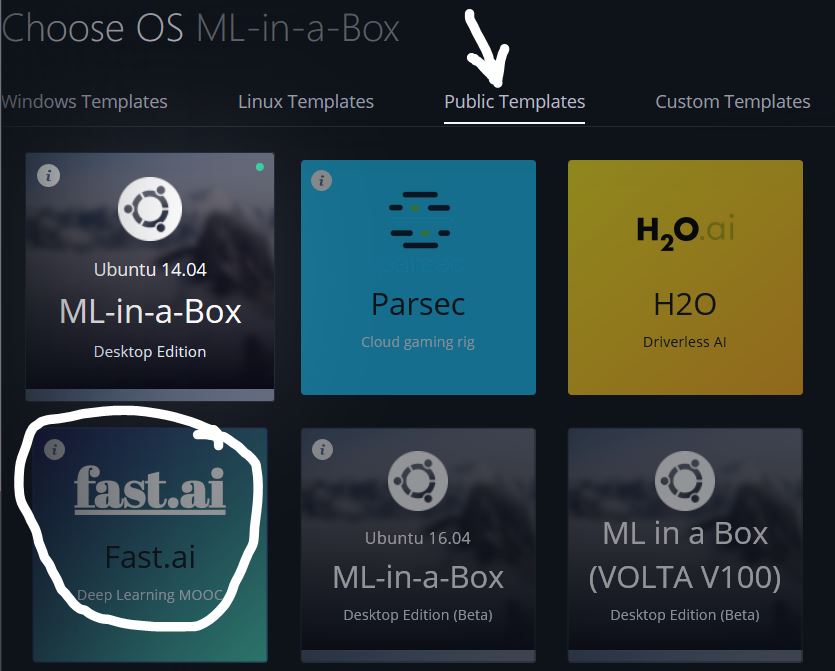 Choose OS ML-in-a-Box
Windows Templates
Linux Templates
Public Templates
Custom Templates
i
Ubuntu 14.04
ML-in-a-Box
Desktop Edition
i
Parsec
Cloud gaming rig
H2O.ai
H2O
Driverless AI
i
fast.ai
Fast.ai
Deep Learning MOOC
i
Ubuntu 16.04
ML-in-a-Box
Desktop Edition (Beta)
ML in a Box
(VOLTA V100)
Desktop Edition (Beta)